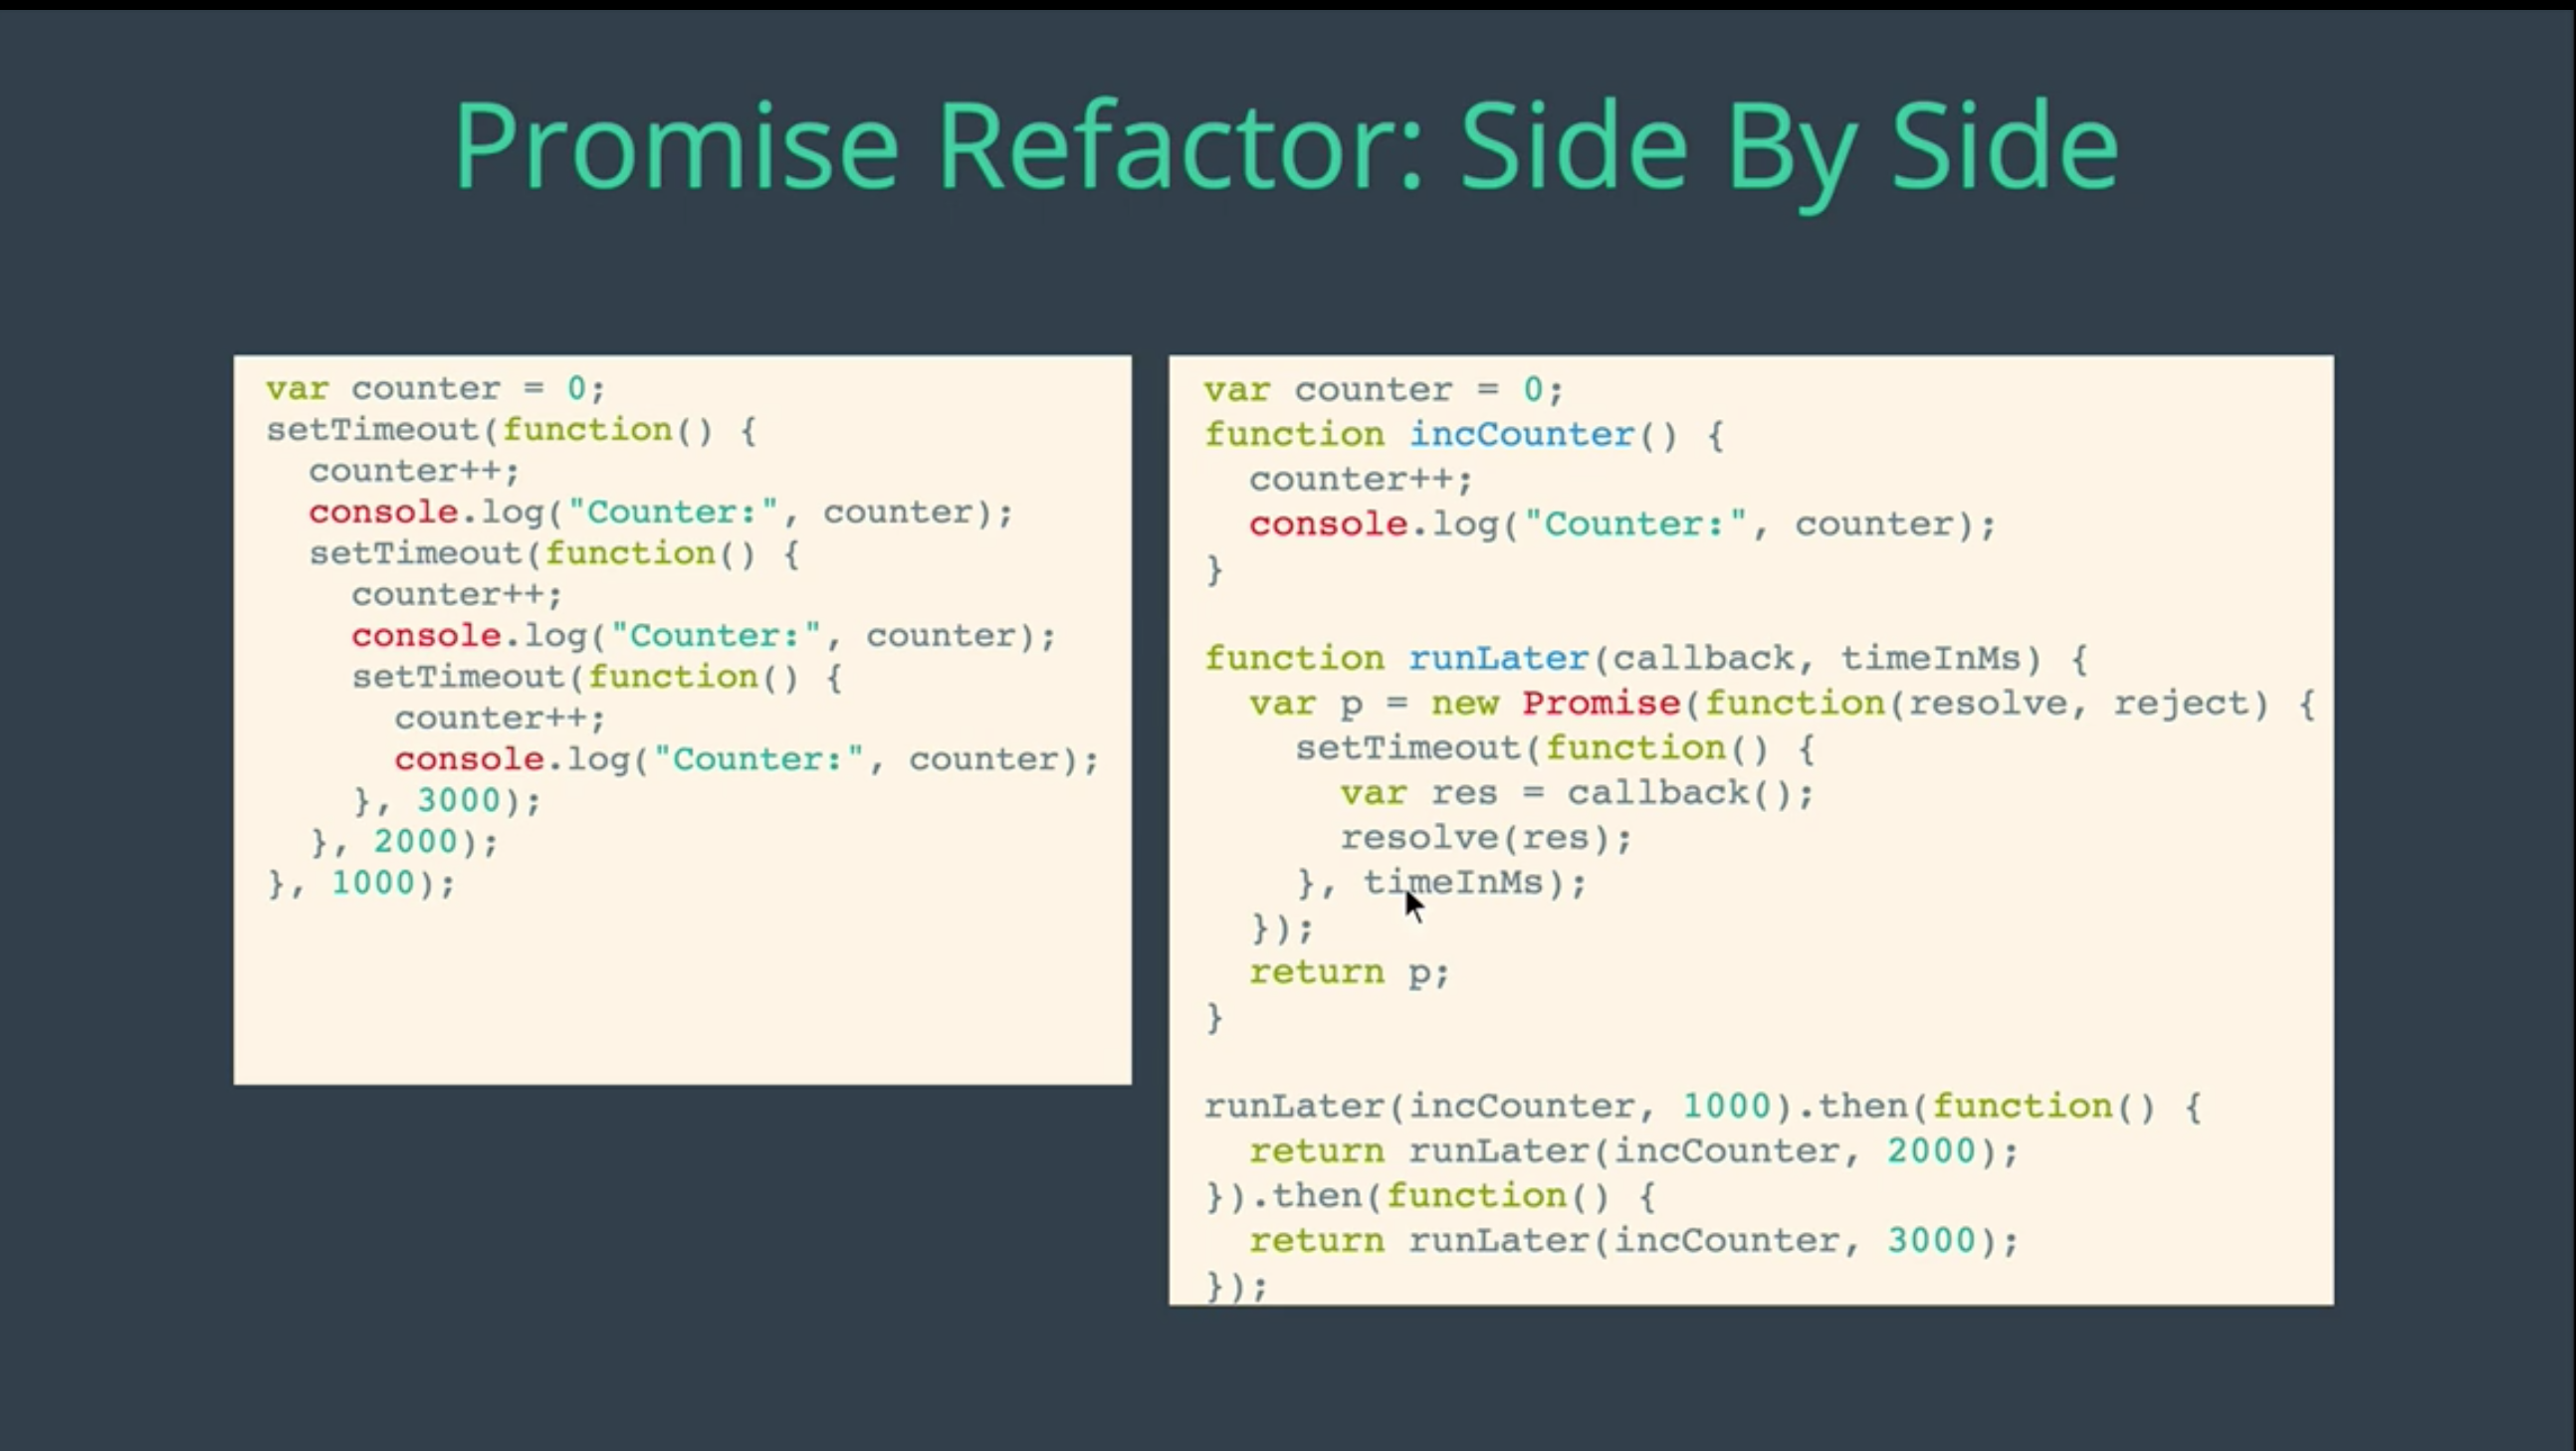 Promise Refactor: Side By Side
var counter = 0;
setTimeout(function() {
  counter++;
  console.log("Counter:", counter);
  setTimeout(function() {
    counter++;
    console.log("Counter:", counter);
    setTimeout(function() {
      counter++;
      console.log("Counter:", counter);
    }, 3000);
  }, 2000);
}, 1000);
var counter = 0;
function incCounter() {
  counter++;
  console.log("Counter:", counter);
}
function runLater(callback, timeInMs) {
  var p = new Promise(function(resolve, reject) {
    setTimeout(function() {
      var res = callback();
      resolve(res);
    }, timeInMs);
  });
  return p;
}
runLater(incCounter, 1000).then(function() {
  return runLater(incCounter, 2000);
}).then(function() {
  return runLater(incCounter, 3000);
});